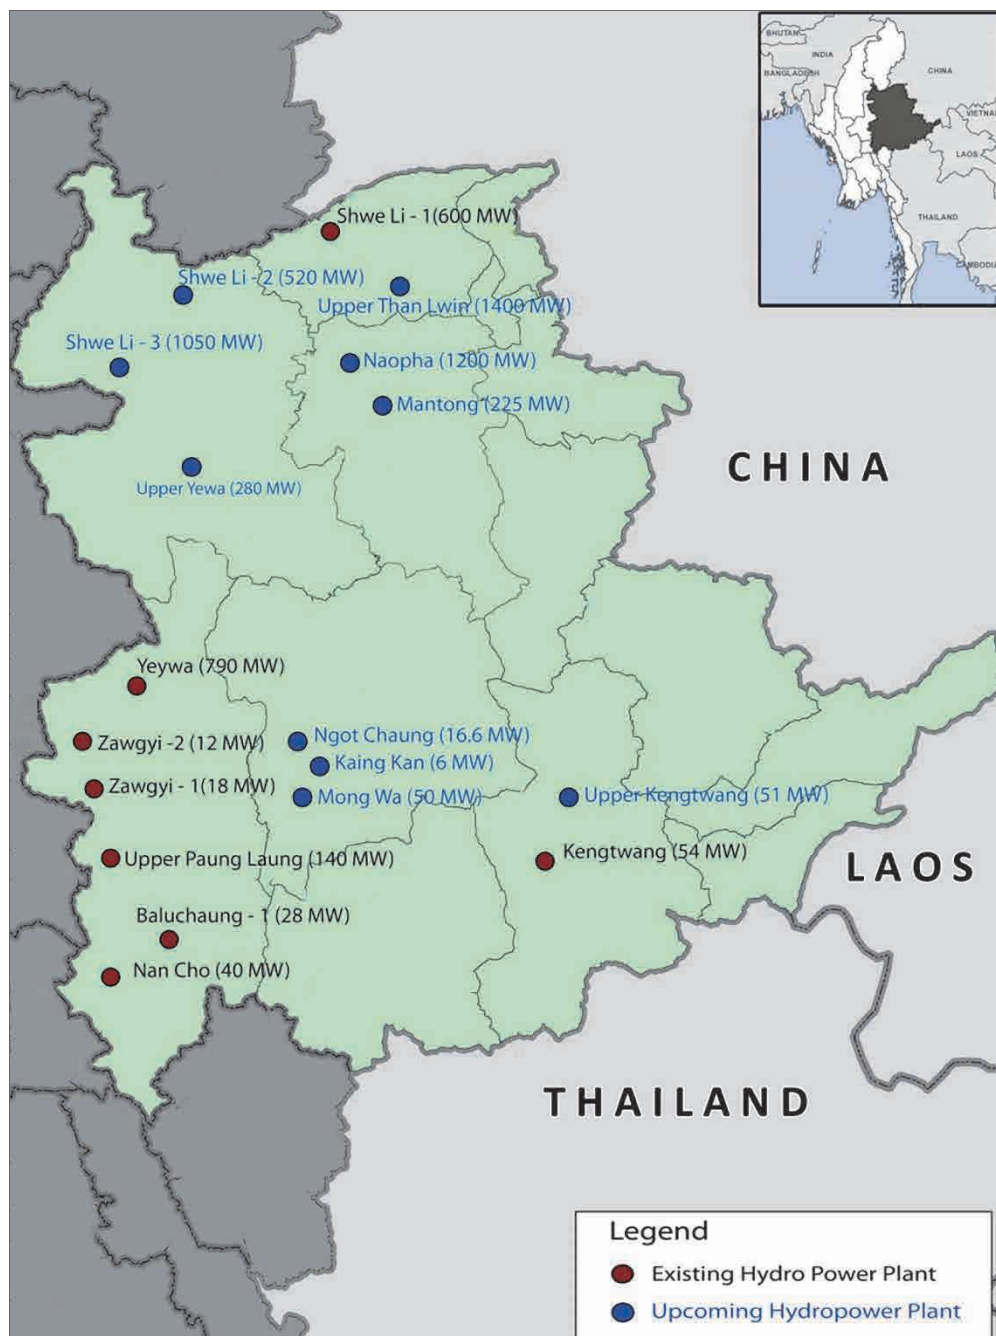 BHUTAN
INDIA
BANGLADESH
CHINA
VIETNAM
LAOS
THAILAND
CAMBODIA
Shwe Li - 1(600 MW)
Shwe Li - 2 (520 MW)
Upper Than Lwin (1400 MW)
Shwe Li - 3 (1050 MW)
Naopha (1200 MW)
Mantong (225 MW)
CHINA
Upper Yewa (280 MW)
Yeywa (790 MW)
Zawgyi -2 (12 MW)
Ngot Chaung (16.6 MW)
Kaing Kan (6 MW)
Zawgyi - 1(18 MW)
Mong Wa (50 MW)
Upper Kengtwang (51 MW)
Upper Paung Laung (140 MW)
Kengtwang (54 MW)
LAOS
Baluchaung - 1 (28 MW)
Nan Cho (40 MW)
THAILAND
Legend
Existing Hydro Power Plant
Upcoming Hydropower Plant